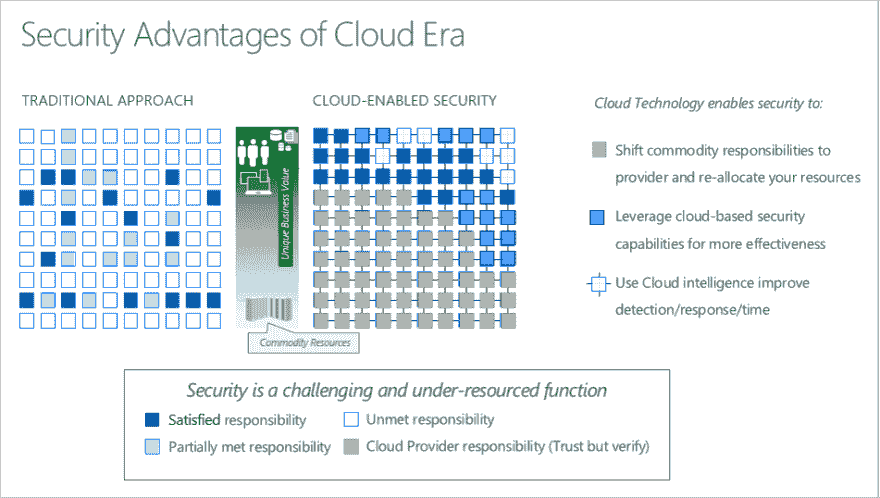 Security Advantages of Cloud Era
TRADITIONAL APPROACH
CLOUD-ENABLED SECURITY
Unique Business Value
Commodity Resources
Cloud Technology enables security to:
Shift commodity responsibilities to
provider and re-allocate your resources
Leverage cloud-based security
capabilities for more effectiveness
Use Cloud intelligence improve
detection/response/time
Security is a challenging and under-resourced function
Satisfied responsibility
Unmet responsibility
Partially met responsibility
Cloud Provider responsibility (Trust but verify)